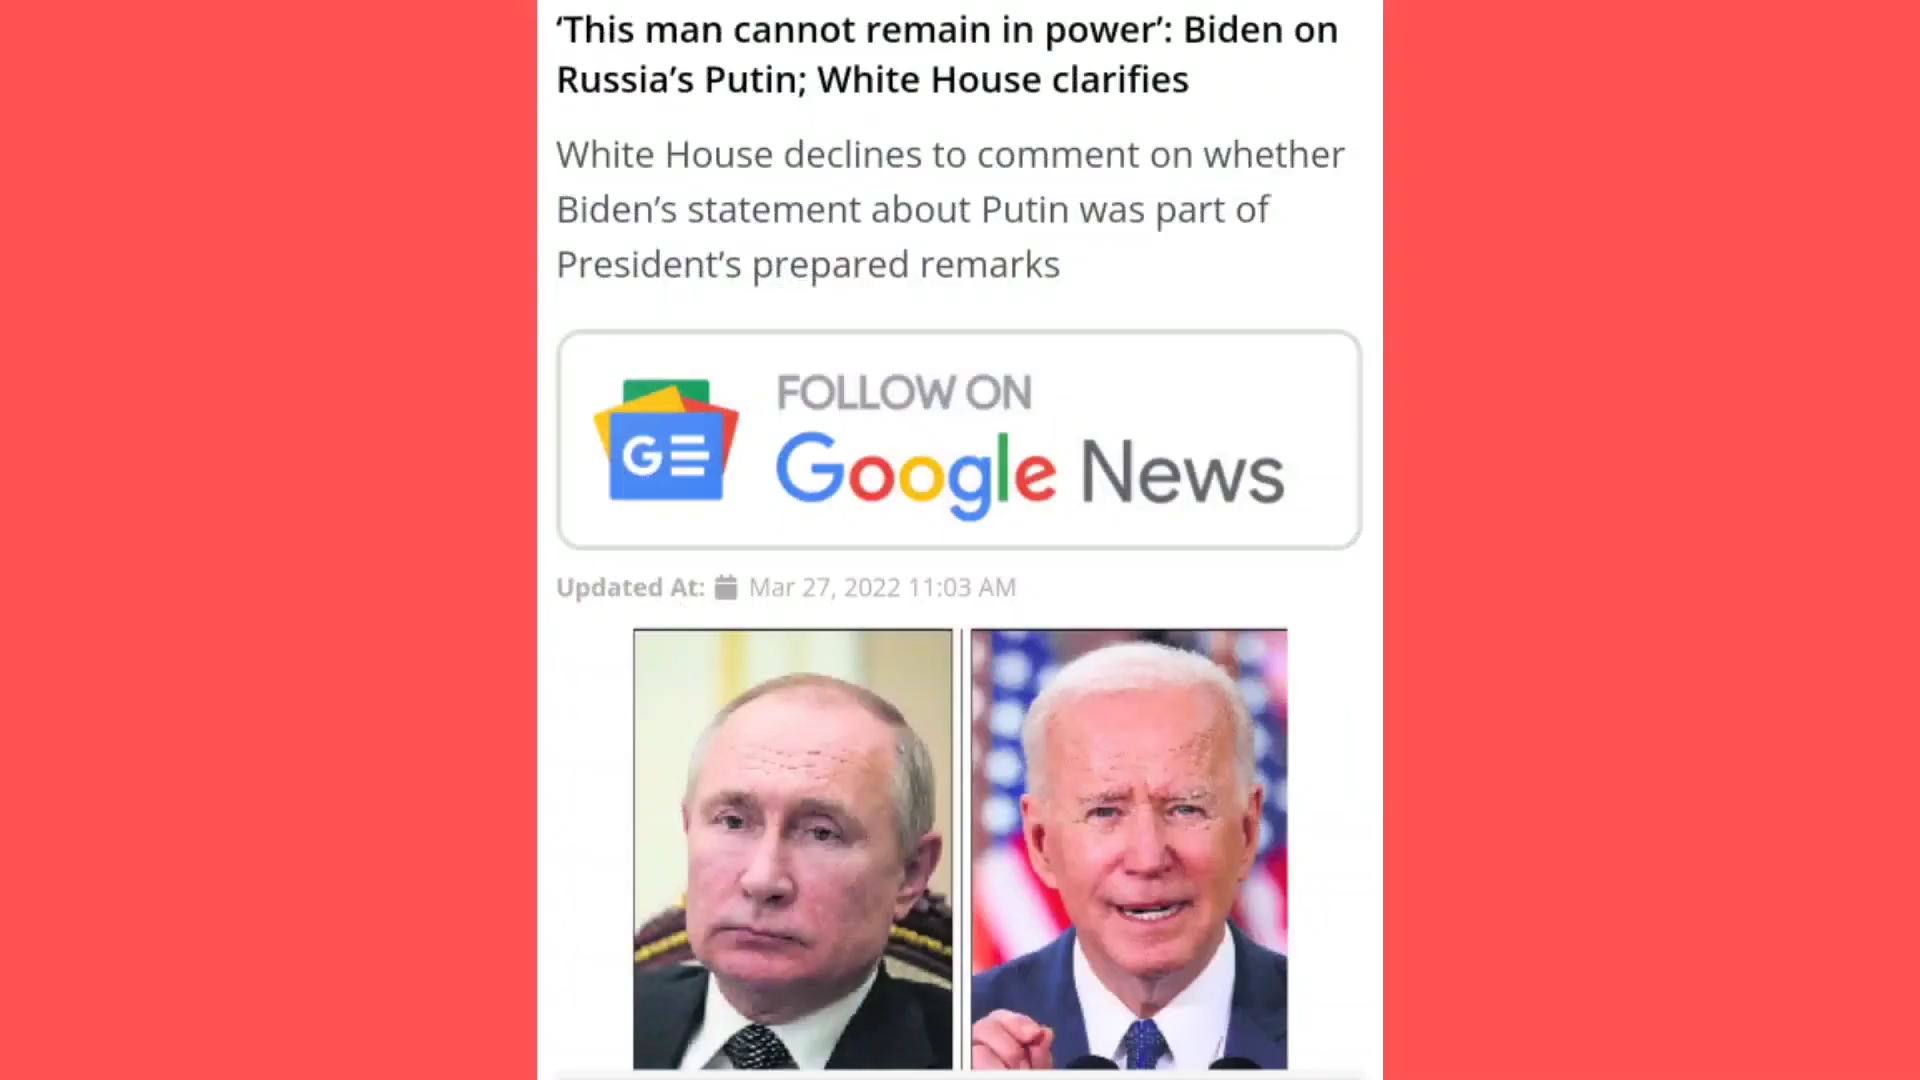 ‘This man cannot remain in power’: Biden on
Russia’s Putin; White House clarifies
White House declines to comment on whether
Biden’s statement about Putin was part of
President’s prepared remarks
GE
FOLLOW ON
Google News
Updated At: Mar 27, 2022 11:03 AM